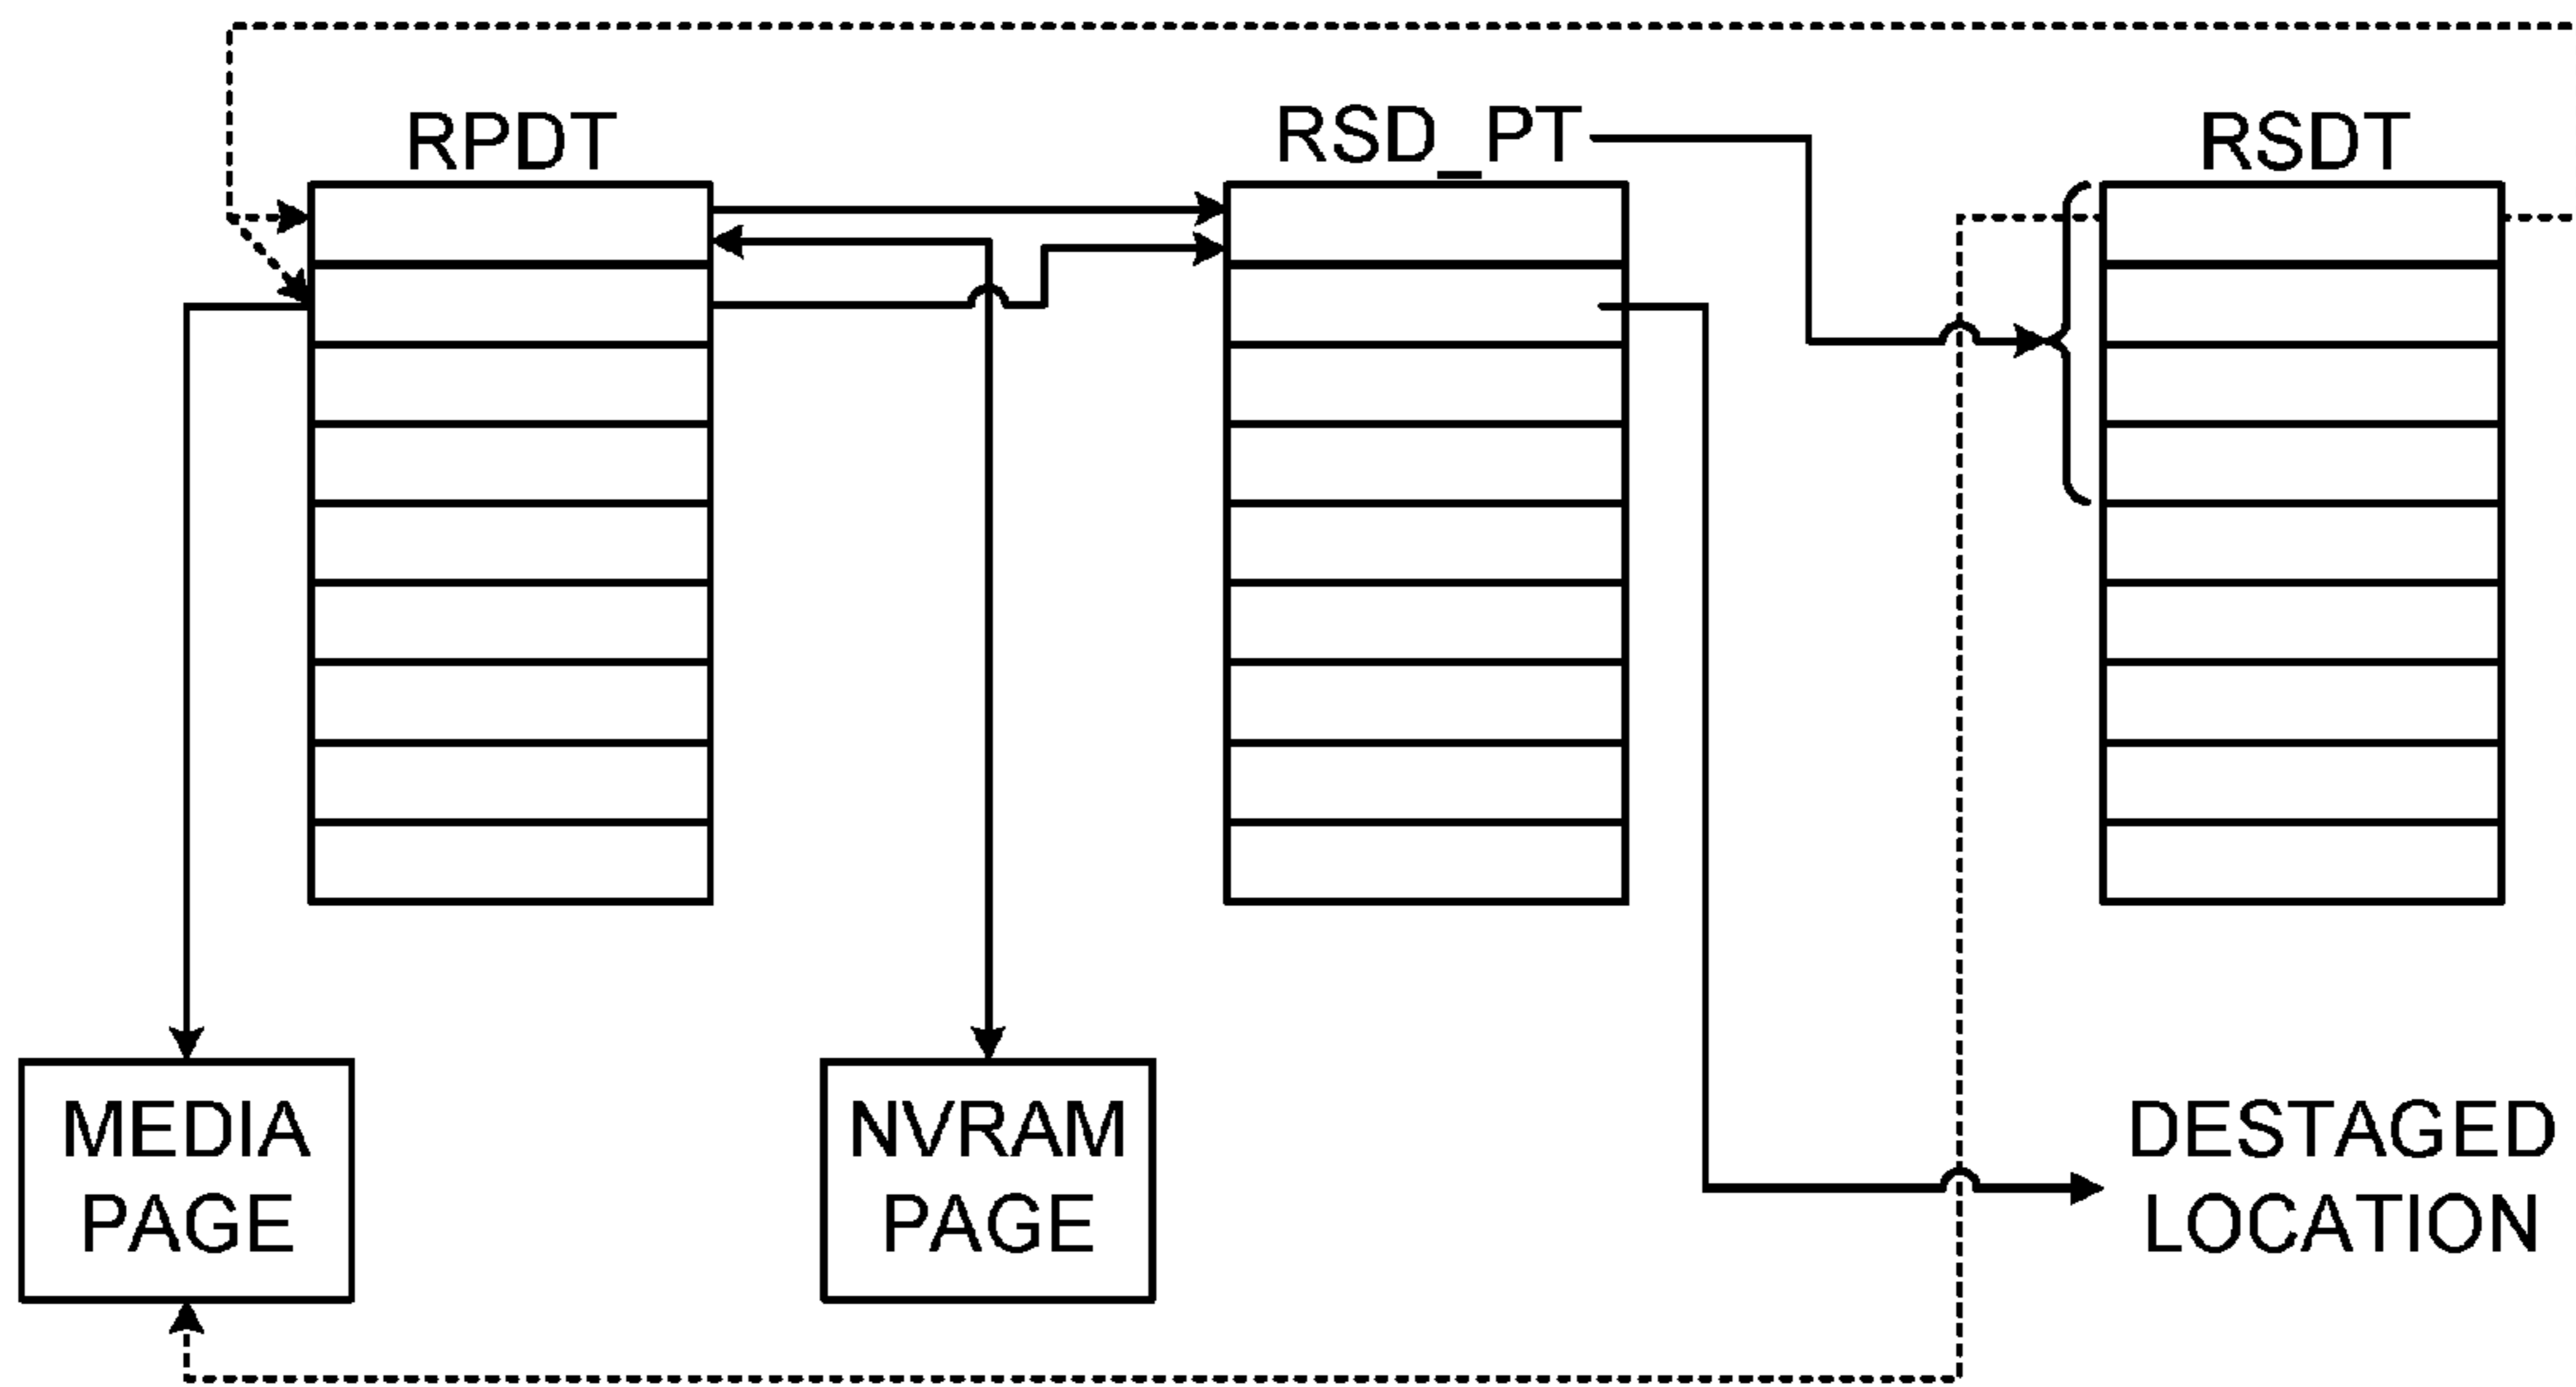 RPDT
RSD_PT
RSDT
MEDIA
PAGE
NVRAM
PAGE
DESTAGED
LOCATION